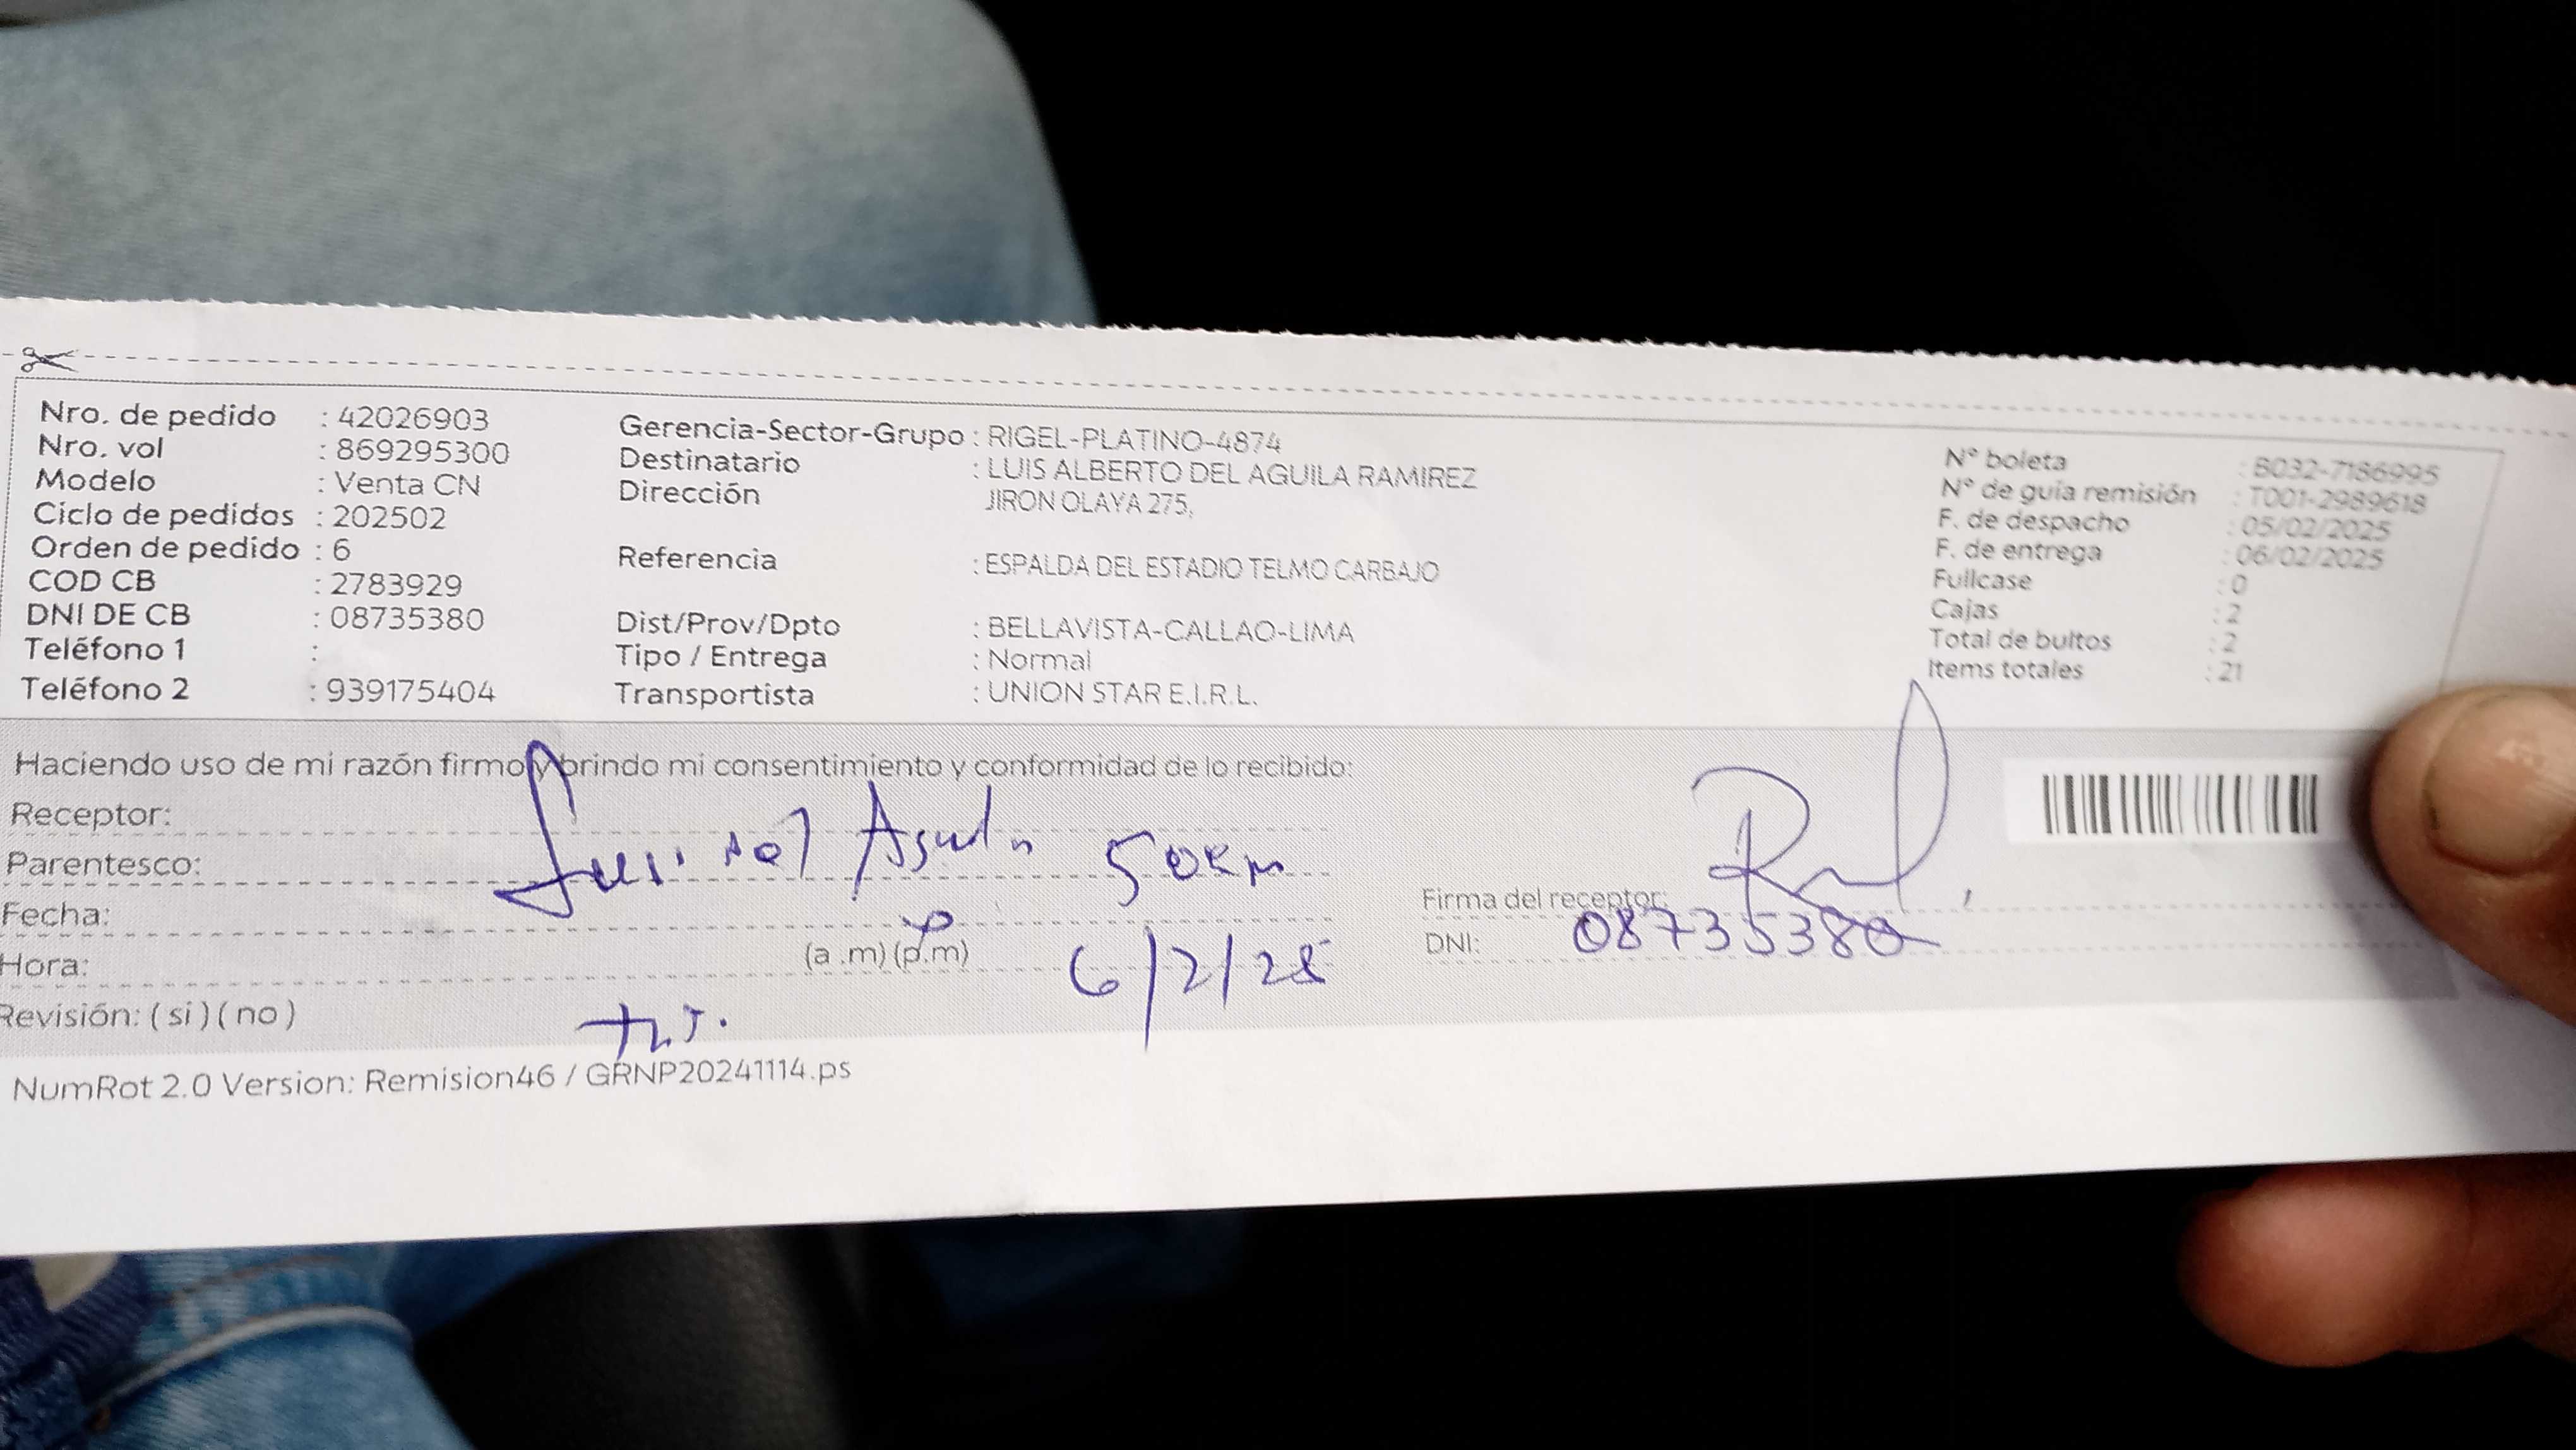 Nro. de pedido : 42026903
Nro. vol : 869295300
Modelo : Venta CN
Ciclo de pedidos : 202502
Orden de pedido : 6
COD CB : 2783929
DNI DE CB : 08735380
Teléfono 1 :
Teléfono 2 : 939175404
Gerencia-Sector-Grupo : RIGEL-PLATINO-4874
Destinatario : LUIS ALBERTO DEL AGUILA RAMIREZ
Dirección JIRON OLAYA 275,
Referencia : ESPALDA DEL ESTADIO TELMO CARBAJO
Dist/Prov/Dpto : BELLAVISTA-CALLAO-LIMA
Tipo / Entrega : Normal
Transportista : UNION STAR E.I.R.L.
N° boleta : B032-7186995
N° de guía remisión : T001-2989618
F. de despacho : 05/02/2025
F. de entrega : 06/02/2025
Fullcase : 0
Cajas : 2
Total de bultos : 2
Items totales : 21
Haciendo uso de mi razón firmo y brindo mi consentimiento y conformidad de lo recibido:
Receptor:
Parentesco:
Fecha:
Hora: (a .m) (p.m) 6/2/25
Revisión: ( si ) ( no )
Firma del receptor:
DNI: 08735380
NumRot 2.0 Version: Remision46 / GRNP20241114.ps